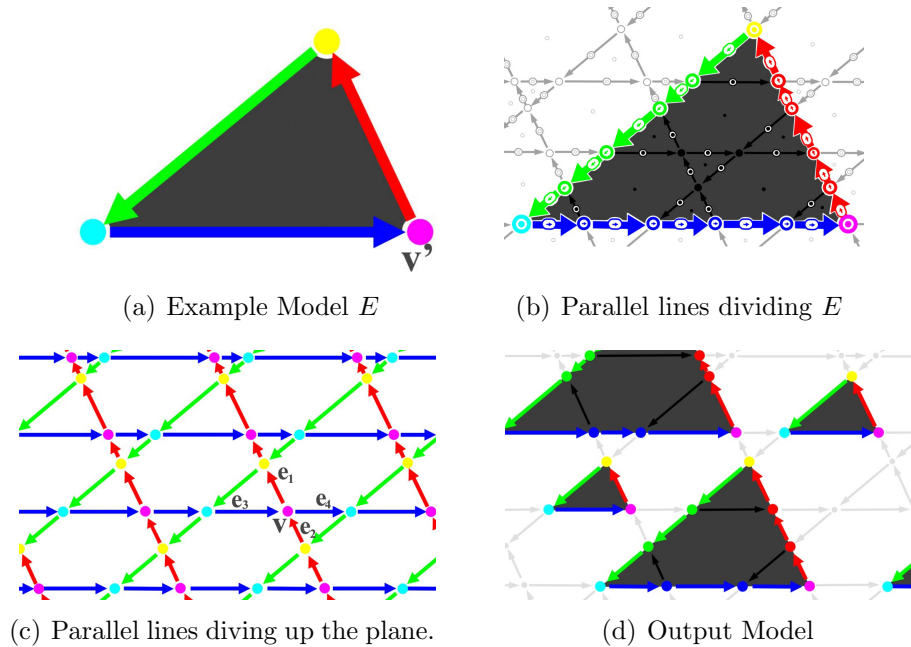 v'
(a) Example Model E
(b) Parallel lines dividing E
e1
e3
e4
v
e2
(c) Parallel lines diving up the plane.
(d) Output Model